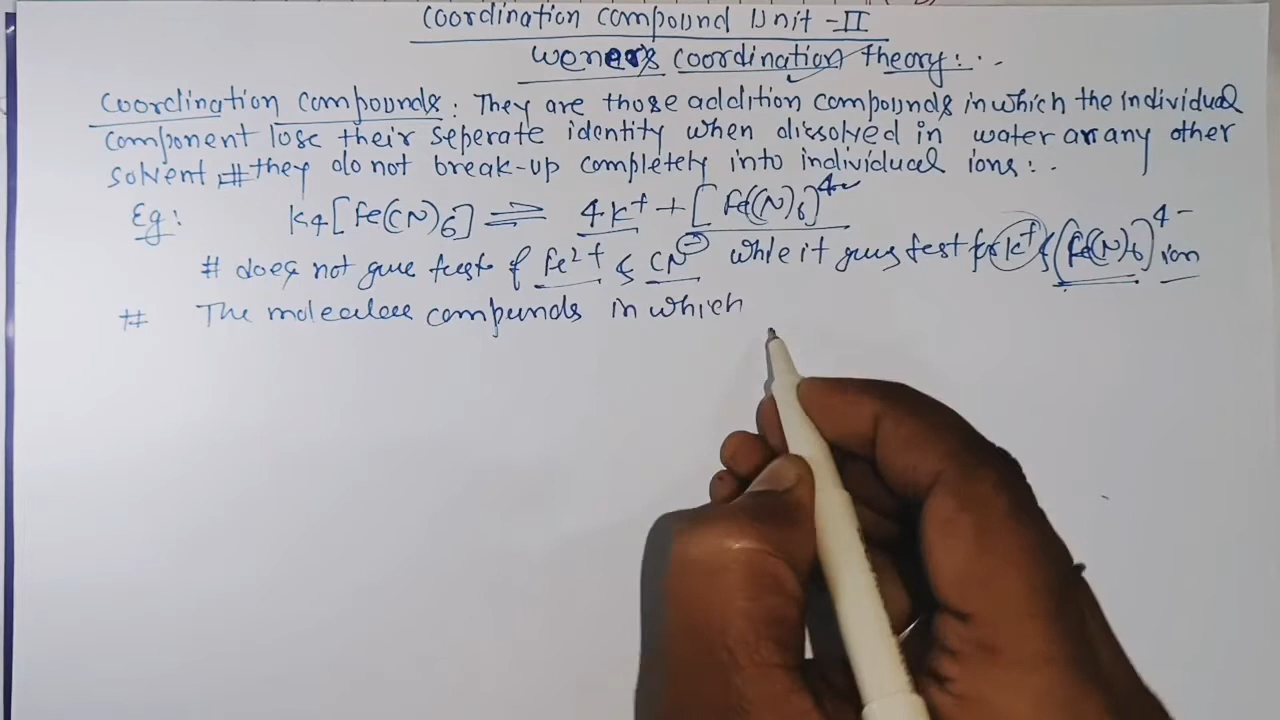 Coordination compound Unit -II
Wener's coordination theory:-
Coordination compounds: They are those addition compounds in which the individual
component lose their seperate identity when dissolved in water or any other
solvent # they do not break-up completely into individual ions:-
Eg: K4[Fe(CN)6] ⇌ 4K+ + [Fe(CN)6]4-
# does not give test of Fe2+ & CN⊖ while it gives test for K+ & (Fe(CN)6)4- ion
# The molecular compounds in which